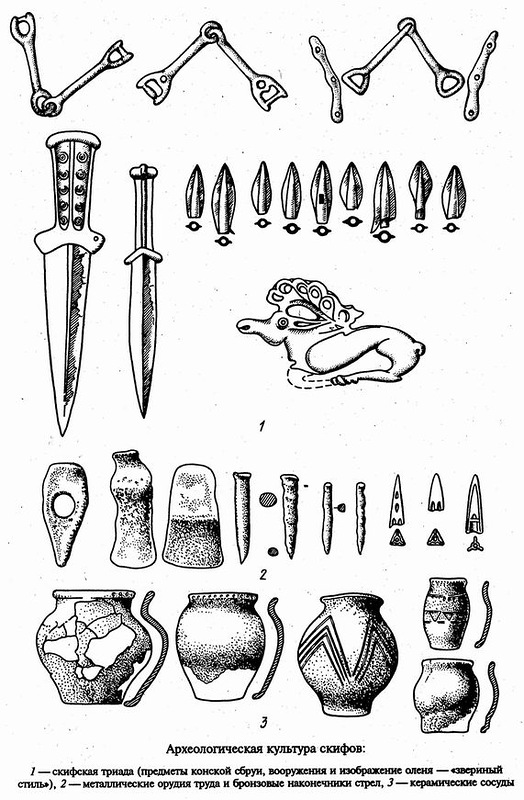 1
2
3
Археологическая культура скифов:
1 — скифская триада (предметы конской сбруи, вооружения и изображение оленя — «звериный
стиль»), 2 — металлические орудия труда и бронзовые наконечники стрел, 3 — керамические сосуды